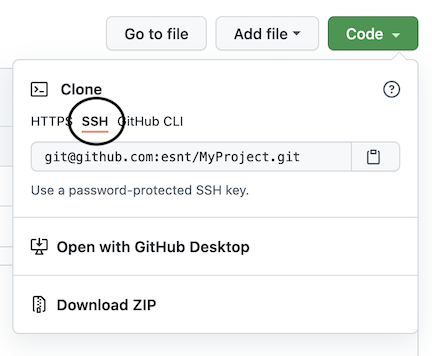 Go to file Add file Code
Clone
HTTPS SSH GitHub CLI
git@github.com:esnt/MyProject.git
Use a password-protected SSH key.
Open with GitHub Desktop
Download ZIP